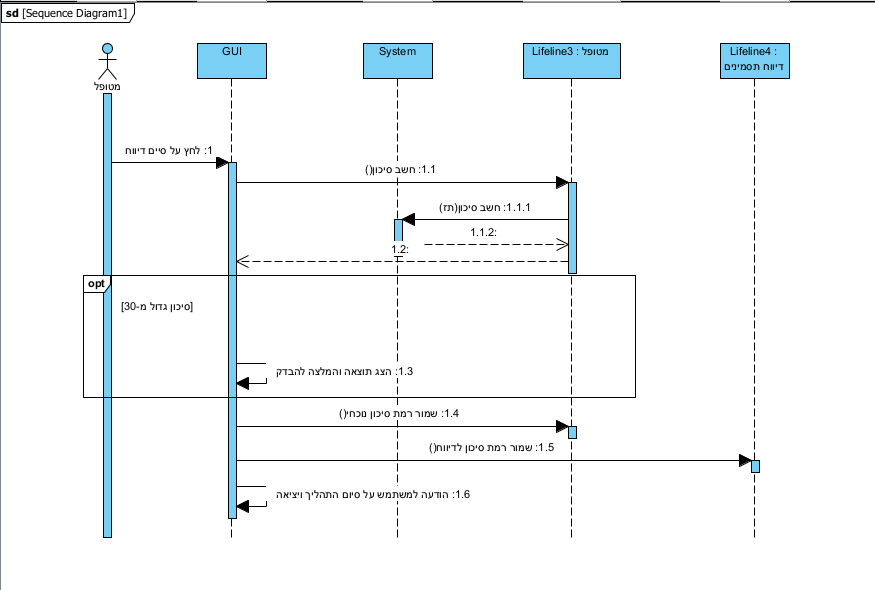 sd [Sequence Diagram1]
מטופל
GUI
System
Lifeline3 : מטופל
Lifeline4 :
דיווח תסמינים
1: לחץ על סיים דיווח
1.1: חשב סיכון()
1.1.1: חשב סיכון(תז)
1.1.2:
1.2:
opt
[סיכון גדול מ-30]
1.3: הצג תוצאה והמלצה להבדק
1.4: שמור רמת סיכון נוכחי()
1.5: שמור רמת סיכון לדיווח()
1.6: הודעה למשתמש על סיום התהליך ויציאה